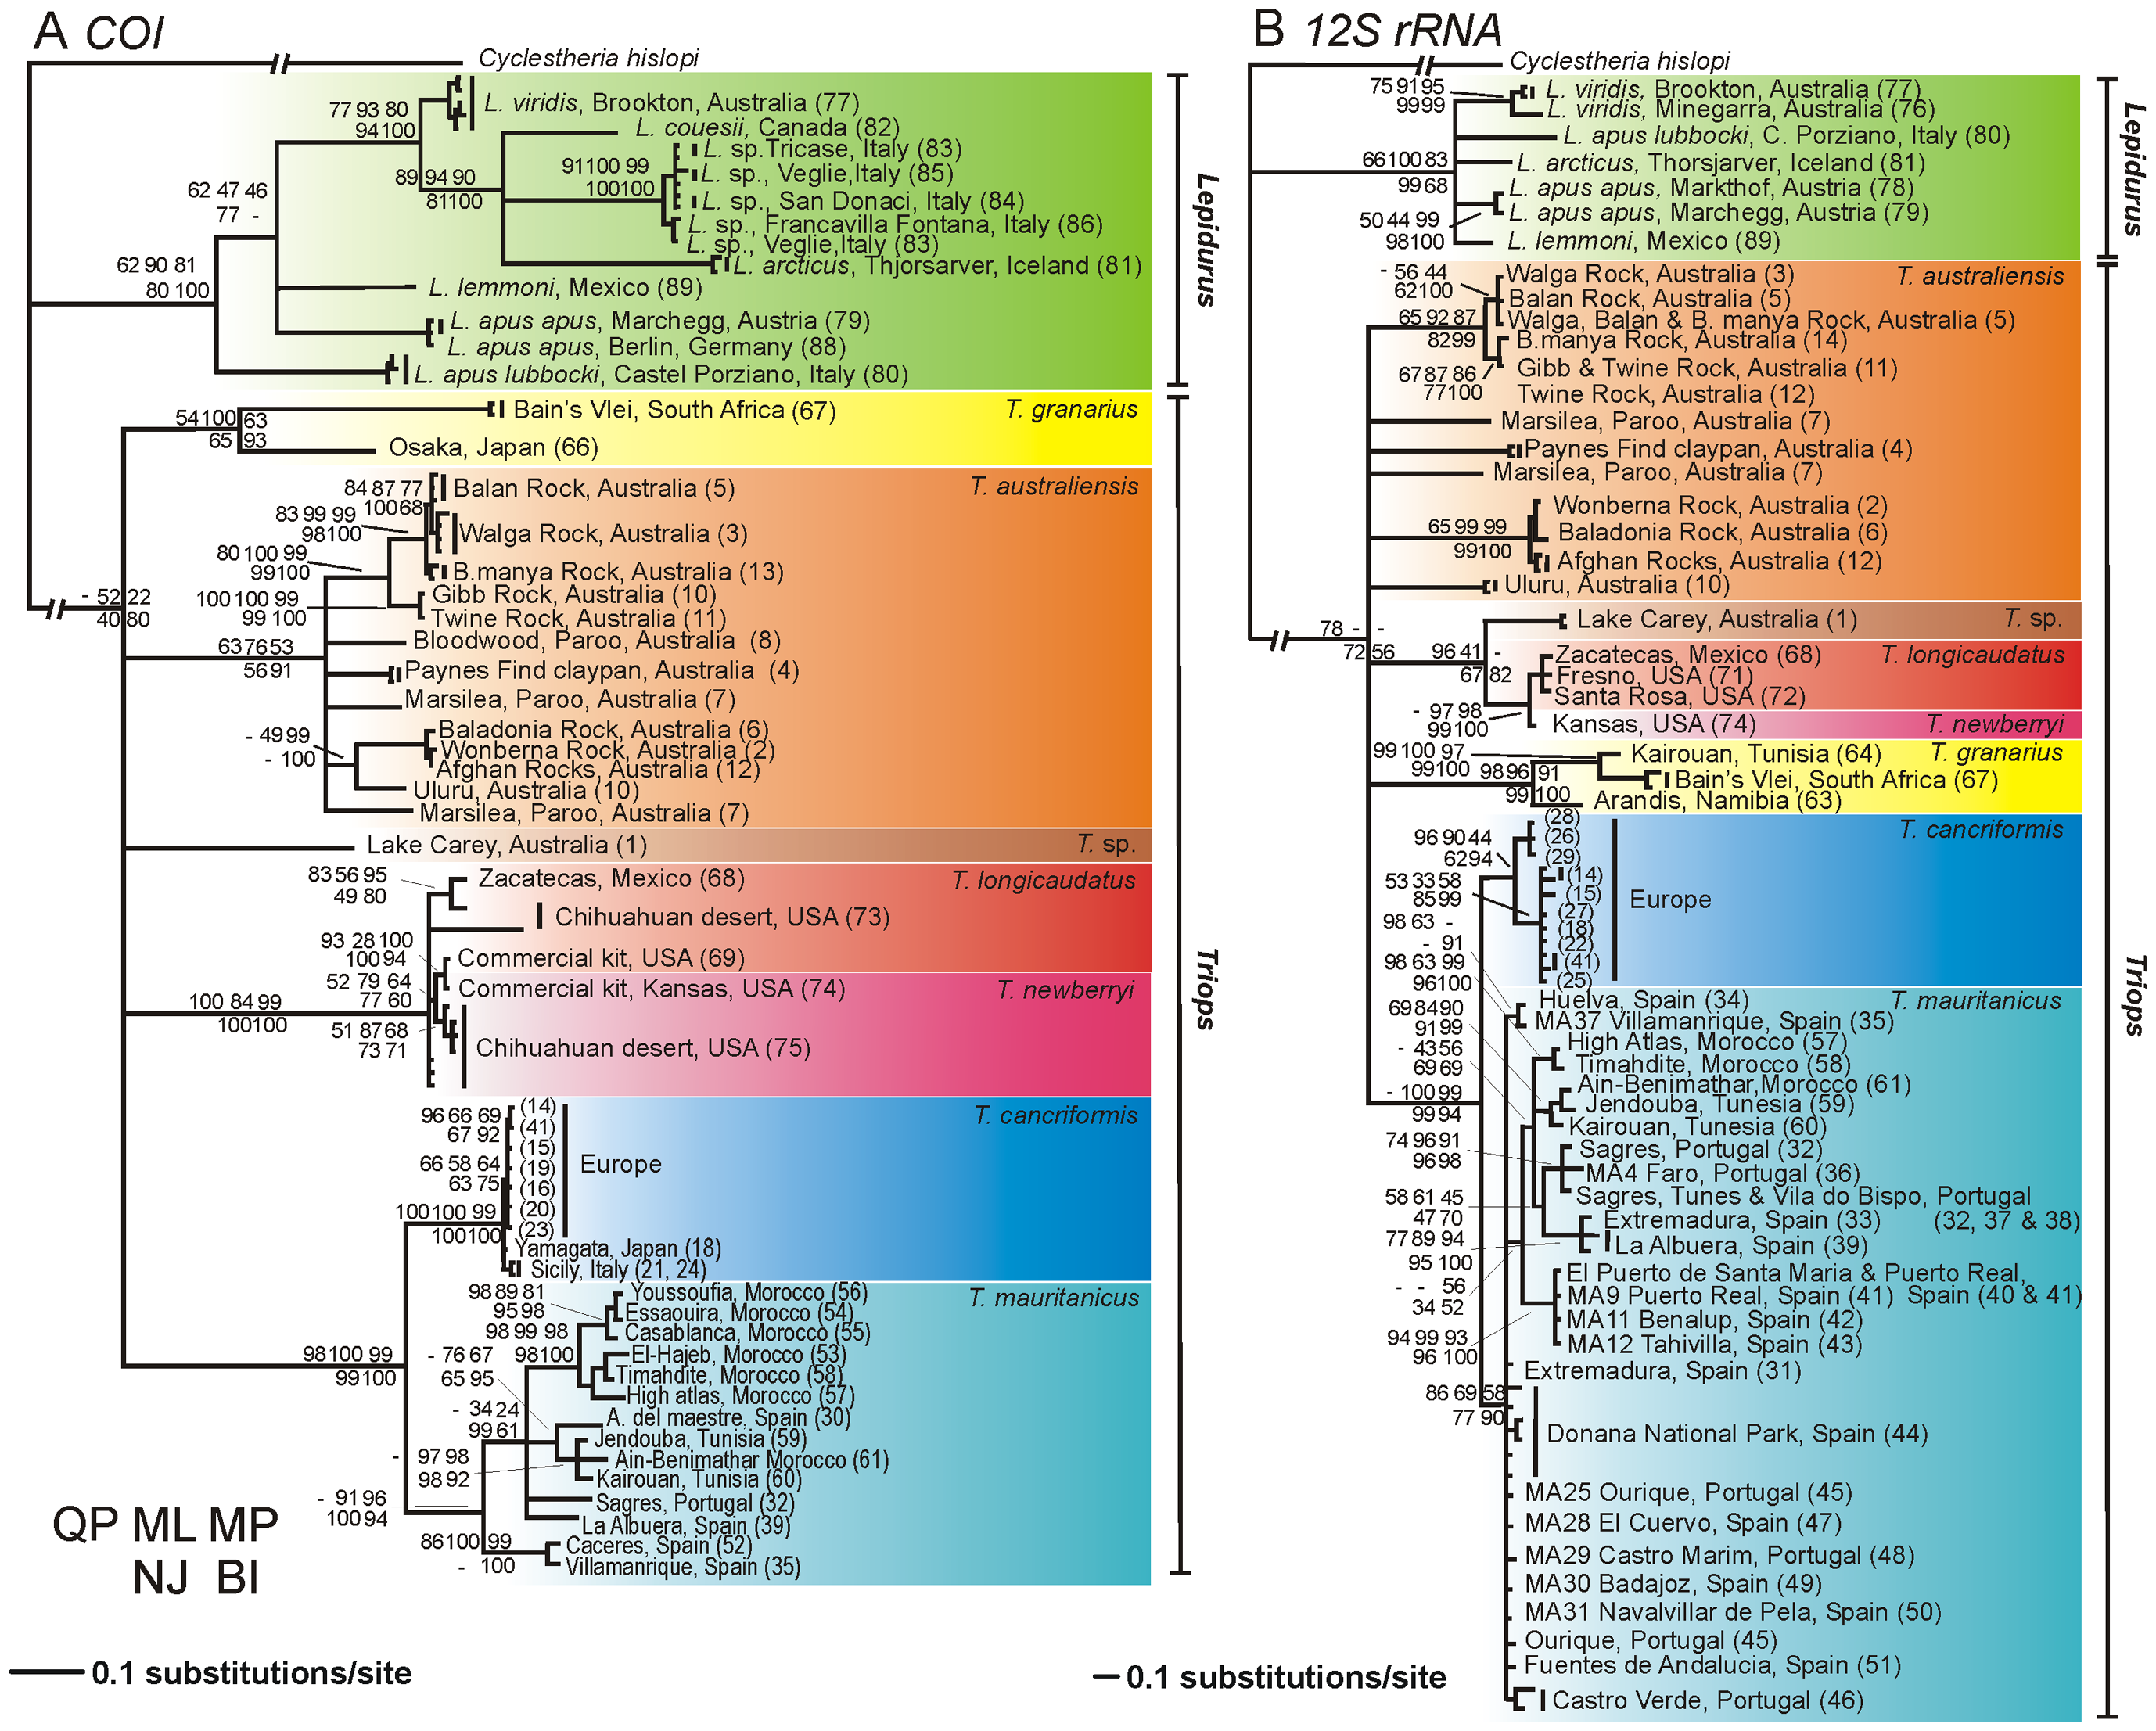 A COI
Cyclestheria hislopi
77 93 80
94 100
L. viridis, Brookton, Australia (77)
L. couesii, Canada (82)
91 100 99
100 100
L. sp.Tricase, Italy (83)
89 94 90
81 100
L. sp., Veglie,Italy (85)
L. sp., San Donaci, Italy (84)
L. sp., Francavilla Fontana, Italy (86)
L. sp., Veglie,Italy (83)
L. arcticus, Thjorsarver, Iceland (81)
62 47 46
77 -
62 90 81
80 100
L. lemmoni, Mexico (89)
L. apus apus, Marchegg, Austria (79)
L. apus apus, Berlin, Germany (88)
L. apus lubbocki, Castel Porziano, Italy (80)
Lepidurus
54 100 63
65 93
Bain's Vlei, South Africa (67)
T. granarius
Osaka, Japan (66)
84 87 77
100 68
Balan Rock, Australia (5)
T. australiensis
83 99 99
98 100
Walga Rock, Australia (3)
80 100 99
99 100
B.manya Rock, Australia (13)
100 100 99
99 100
Gibb Rock, Australia (10)
Twine Rock, Australia (11)
- 52 22
40 80
63 76 53
56 91
Bloodwood, Paroo, Australia (8)
Paynes Find claypan, Australia (4)
Marsilea, Paroo, Australia (7)
- 49 99
- 100
Baladonia Rock, Australia (6)
Wonberna Rock, Australia (2)
Afghan Rocks, Australia (12)
Uluru, Australia (10)
Marsilea, Paroo, Australia (7)
Lake Carey, Australia (1)
T. sp.
83 56 95
49 80
Zacatecas, Mexico (68)
T. longicaudatus
Chihuahuan desert, USA (73)
93 28 100
100 94
Commercial kit, USA (69)
52 79 64
77 60
Commercial kit, Kansas, USA (74)
T. newberryi
100 84 99
100 100
51 87 68
73 71
Chihuahuan desert, USA (75)
Triops
96 66 69
67 92
66 58 64
63 75
100 100 99
100 100
(14)
(41)
(15)
(19)
(16)
(20)
(23)
Europe
T. cancriformis
Yamagata, Japan (18)
Sicily, Italy (21, 24)
98 89 81
95 98
Youssoufia, Morocco (56)
T. mauritanicus
Essaouira, Morocco (54)
98 99 98
98 100
Casablanca, Morocco (55)
El-Hajeb, Morocco (53)
Timahdite, Morocco (58)
High atlas, Morocco (57)
98 100 99
99 100
- 76 67
65 95
A. del maestre, Spain (30)
- 34 24
99 61
Jendouba, Tunisia (59)
- 97 98
98 92
Ain-Benimathar Morocco (61)
Kairouan, Tunisia (60)
- 91 96
100 94
Sagres, Portugal (32)
La Albuera, Spain (39)
86 100 99
- 100
Caceres, Spain (52)
Villamanrique, Spain (35)
QP ML MP
NJ BI
0.1 substitutions/site
B 12S rRNA
Cyclestheria hislopi
75 91 95
99 99
L. viridis, Brookton, Australia (77)
L. viridis, Minegarra, Australia (76)
L. apus lubbocki, C. Porziano, Italy (80)
66 100 83
99 68
L. arcticus, Thorsjarver, Iceland (81)
L. apus apus, Markthof, Austria (78)
50 44 99
98 100
L. apus apus, Marchegg, Austria (79)
L. lemmoni, Mexico (89)
Lepidurus
- 56 44
62 100
Walga Rock, Australia (3)
T. australiensis
Balan Rock, Australia (5)
65 92 87
82 99
Walga, Balan & B. manya Rock, Australia (5)
B.manya Rock, Australia (14)
67 87 86
77 100
Gibb & Twine Rock, Australia (11)
Twine Rock, Australia (12)
Marsilea, Paroo, Australia (7)
Paynes Find claypan, Australia (4)
Marsilea, Paroo, Australia (7)
Wonberna Rock, Australia (2)
65 99 99
99 100
Baladonia Rock, Australia (6)
Afghan Rocks, Australia (12)
Uluru, Australia (10)
78 - -
72 56
Lake Carey, Australia (1)
T. sp.
96 41 -
67 82
Zacatecas, Mexico (68)
T. longicaudatus
Fresno, USA (71)
Santa Rosa, USA (72)
- 97 98
99 100
Kansas, USA (74)
T. newberryi
99 100 97
99 100
Kairouan, Tunisia (64)
T. granarius
98 96 91
99 100
Bain's Vlei, South Africa (67)
Arandis, Namibia (63)
96 90 44
62 94
53 33 58
85 99
(28)
(26)
(29)
(14)
(15)
(27)
(18)
(22)
(41)
(25)
Europe
T. cancriformis
98 63 -
- 91
98 63 99
96 100
Huelva, Spain (34)
T. mauritanicus
MA37 Villamanrique, Spain (35)
69 84 90
91 99
High Atlas, Morocco (57)
- 43 56
69 69
Timahdite, Morocco (58)
Ain-Benimathar,Morocco (61)
- 100 99
99 94
Jendouba, Tunesia (59)
Kairouan, Tunesia (60)
74 96 91
96 98
Sagres, Portugal (32)
MA4 Faro, Portugal (36)
58 61 45
47 70
Sagres, Tunes & Vila do Bispo, Portugal
(32, 37 & 38)
Extremadura, Spain (33)
77 89 94
95 100
La Albuera, Spain (39)
- - 56
34 52
El Puerto de Santa Maria & Puerto Real,
Spain (40 & 41)
MA9 Puerto Real, Spain (41)
MA11 Benalup, Spain (42)
94 99 93
96 100
MA12 Tahivilla, Spain (43)
Extremadura, Spain (31)
86 69 58
77 90
Donana National Park, Spain (44)
MA25 Ourique, Portugal (45)
MA28 El Cuervo, Spain (47)
MA29 Castro Marim, Portugal (48)
MA30 Badajoz, Spain (49)
MA31 Navalvillar de Pela, Spain (50)
Ourique, Portugal (45)
Fuentes de Andalucia, Spain (51)
Castro Verde, Portugal (46)
Triops
0.1 substitutions/site